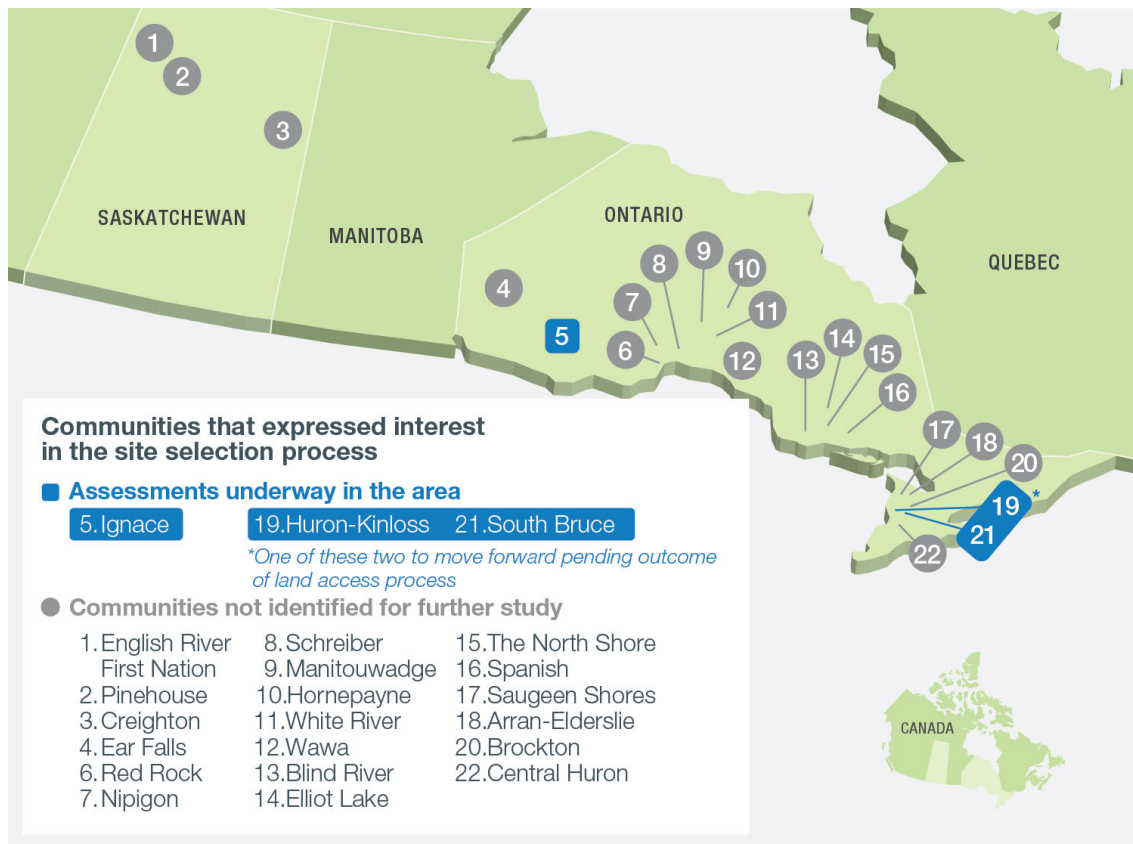 1
2
3
SASKATCHEWAN
MANITOBA
ONTARIO
QUEBEC
4
5
6
7
8
9
10
11
12
13
14
15
16
17
18
20
19 *
21
22
Communities that expressed interest
in the site selection process
Assessments underway in the area
5. Ignace 19. Huron-Kinloss 21. South Bruce
*One of these two to move forward pending outcome
of land access process
Communities not identified for further study
1. English River
First Nation
2. Pinehouse
3. Creighton
4. Ear Falls
6. Red Rock
7. Nipigon
8. Schreiber
9. Manitouwadge
10. Hornepayne
11. White River
12. Wawa
13. Blind River
14. Elliot Lake
15. The North Shore
16. Spanish
17. Saugeen Shores
18. Arran-Elderslie
20. Brockton
22. Central Huron
CANADA